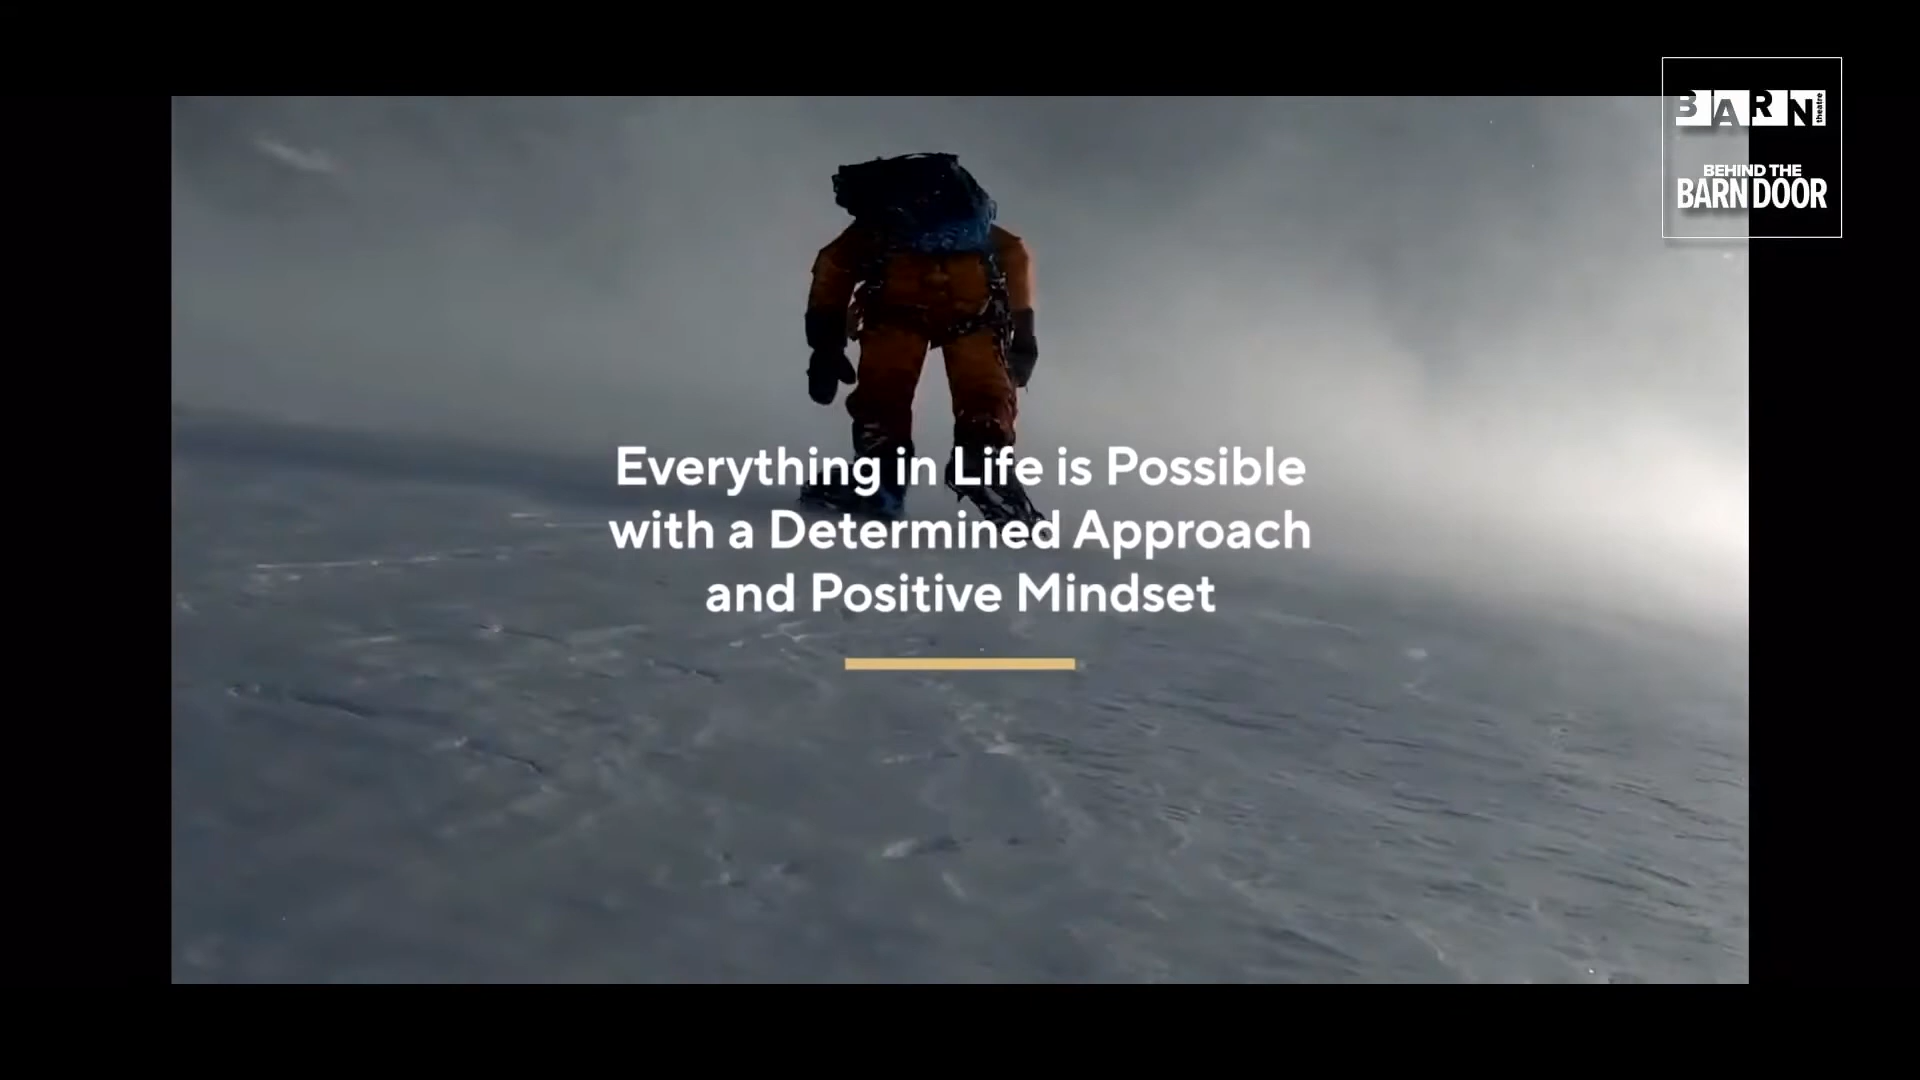 BARN theatre
BEHIND THE
BARN DOOR
Everything in Life is Possible
with a Determined Approach
and Positive Mindset